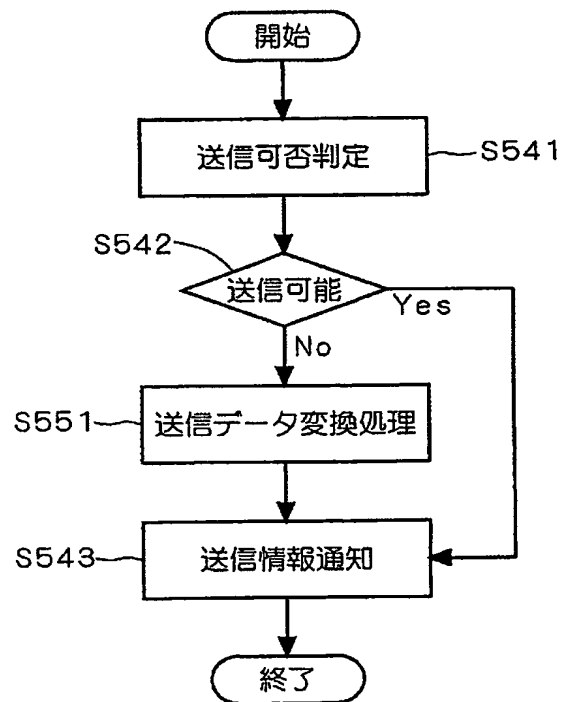 開始
送信可否判定
S541
S542
送信可能
Yes
No
S551
送信データ変換処理
S543
送信情報通知
終了